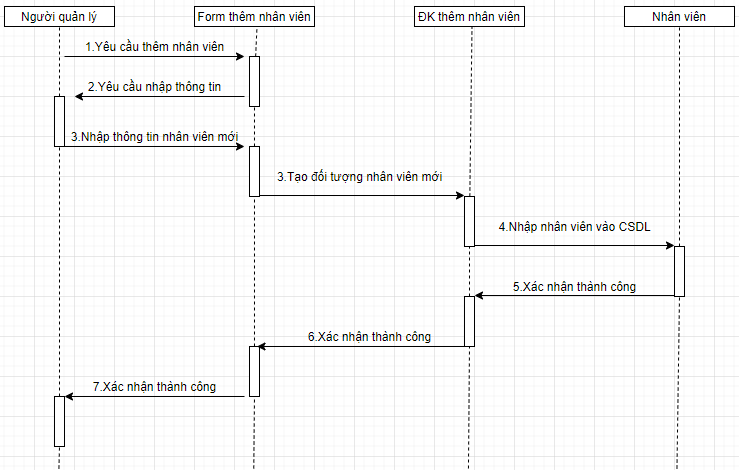 Người quản lý
Form thêm nhân viên
ĐK thêm nhân viên
Nhân viên
1.Yêu cầu thêm nhân viên
2.Yêu cầu nhập thông tin
3.Nhập thông tin nhân viên mới
3.Tạo đối tượng nhân viên mới
4.Nhập nhân viên vào CSDL
5.Xác nhận thành công
6.Xác nhận thành công
7.Xác nhận thành công